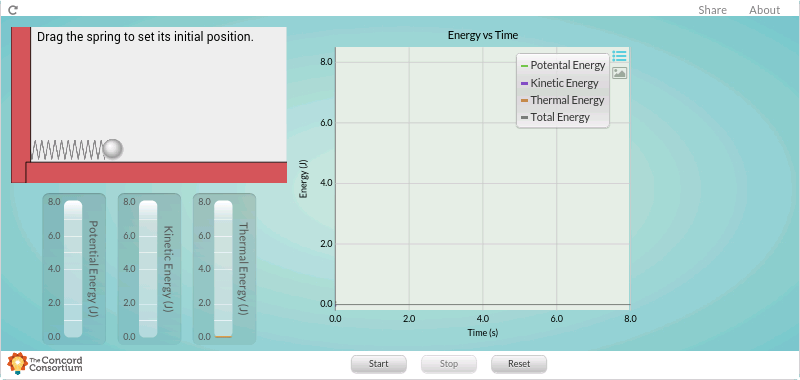 Share About
Drag the spring to set its initial position.
Energy vs Time
Potental Energy
Kinetic Energy
Thermal Energy
Total Energy
8.0
6.0
4.0
2.0
0.0
Energy (J)
0.0 2.0 4.0 6.0 8.0
Time (s)
8.0
6.0
4.0
2.0
0.0
Potential Energy (J)
8.0
6.0
4.0
2.0
0.0
Kinetic Energy (J)
8.0
6.0
4.0
2.0
0.0
Thermal Energy (J)
The Concord
Consortium
Start Stop Reset